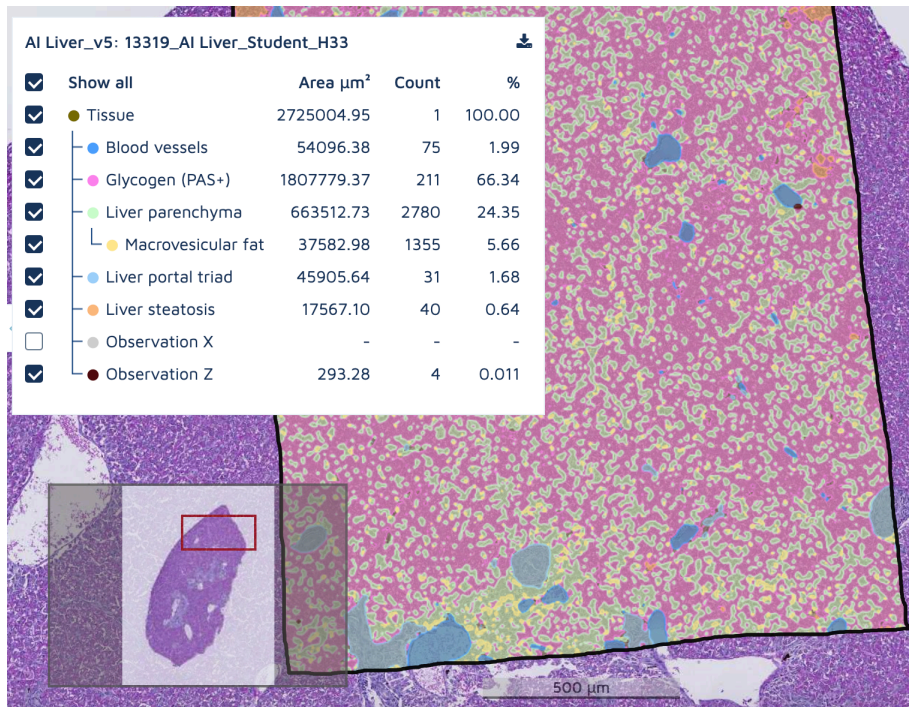 AI Liver_v5: 13319_AI Liver_Student_H33
Show all Area µm² Count %
Tissue 2725004.95 1 100.00
Blood vessels 54096.38 75 1.99
Glycogen (PAS+) 1807779.37 211 66.34
Liver parenchyma 663512.73 2780 24.35
Macrovesicular fat 37582.98 1355 5.66
Liver portal triad 45905.64 31 1.68
Liver steatosis 17567.10 40 0.64
Observation X - - -
Observation Z 293.28 4 0.011
500 µm